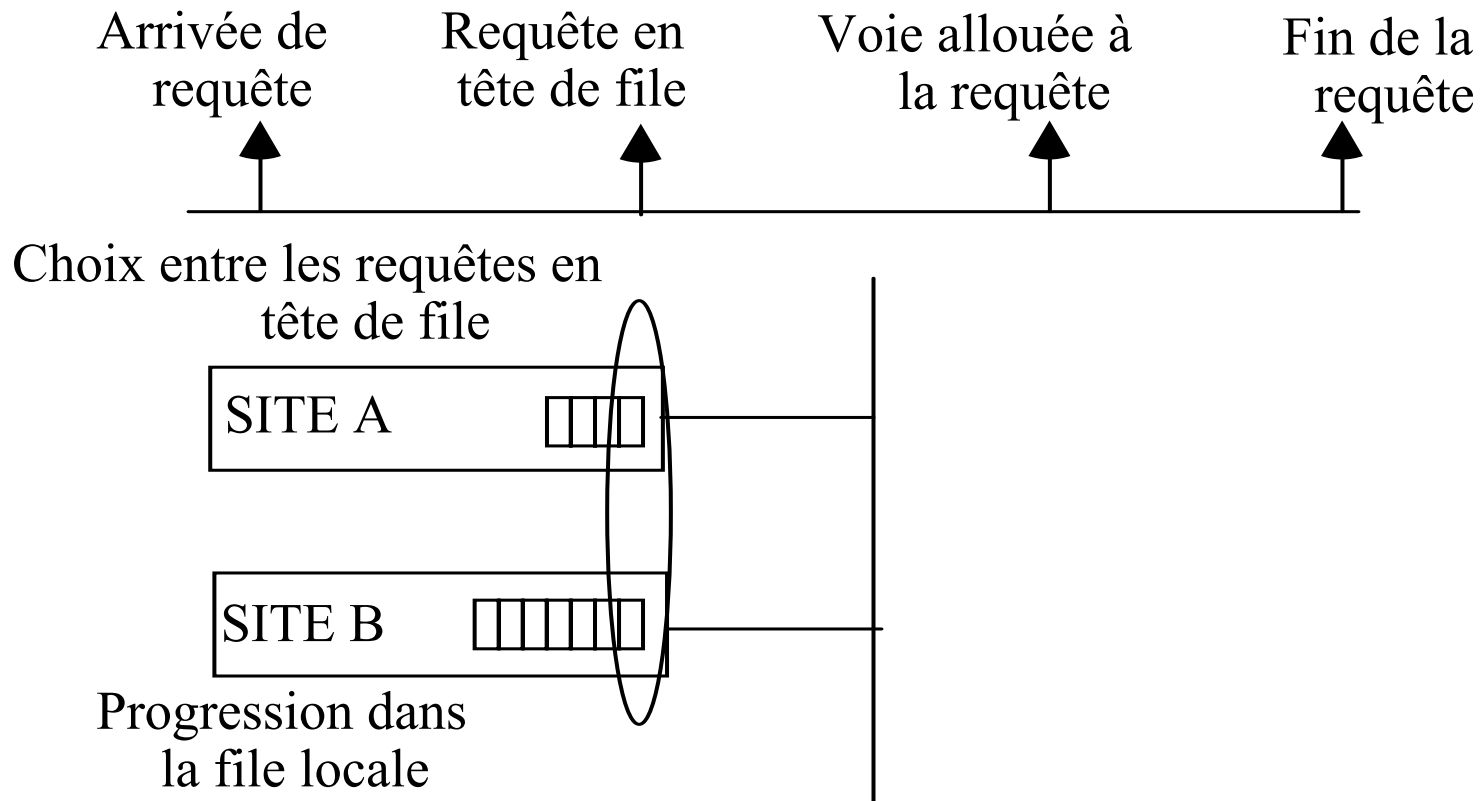 Arrivée de
requête
Requête en
tête de file
Voie allouée à
la requête
Fin de la
requête
Choix entre les requêtes en
tête de file
SITE A
SITE B
Progression dans
la file locale